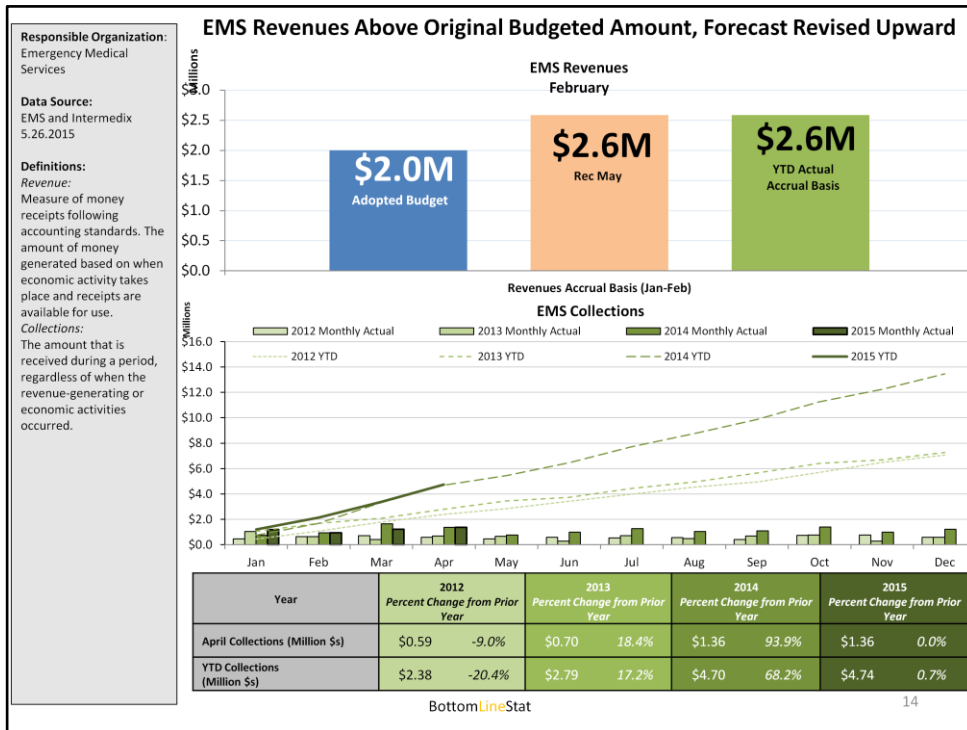 EMS Revenues Above Original Budgeted Amount, Forecast Revised Upward
Responsible Organization:
Emergency Medical
Services
Data Source:
EMS and Intermedix
5.26.2015
Definitions:
Revenue:
Measure of money
receipts following
accounting standards. The
amount of money
generated based on when
economic activity takes
place and receipts are
available for use.
Collections:
The amount that is
received during a period,
regardless of when the
revenue-generating or
economic activities
occurred.
EMS Revenues
February
Millions
$3.0
$2.5
$2.0
$1.5
$1.0
$0.5
$0.0
$2.0M
Adopted Budget
$2.6M
Rec May
$2.6M
YTD Actual
Accrual Basis
Revenues Accrual Basis (Jan-Feb)
EMS Collections
Millions
2012 Monthly Actual 2013 Monthly Actual 2014 Monthly Actual 2015 Monthly Actual
2012 YTD 2013 YTD 2014 YTD 2015 YTD
$16.0
$14.0
$12.0
$10.0
$8.0
$6.0
$4.0
$2.0
$0.0
Jan Feb Mar Apr May Jun Jul Aug Sep Oct Nov Dec
Year
2012
Percent Change from Prior
Year
2013
Percent Change from Prior
Year
2014
Percent Change from Prior
Year
2015
Percent Change from Prior
Year
April Collections (Million $s) $0.59 -9.0% $0.70 18.4% $1.36 93.9% $1.36 0.0%
YTD Collections
(Million $s) $2.38 -20.4% $2.79 17.2% $4.70 68.2% $4.74 0.7%
BottomLineStat
14